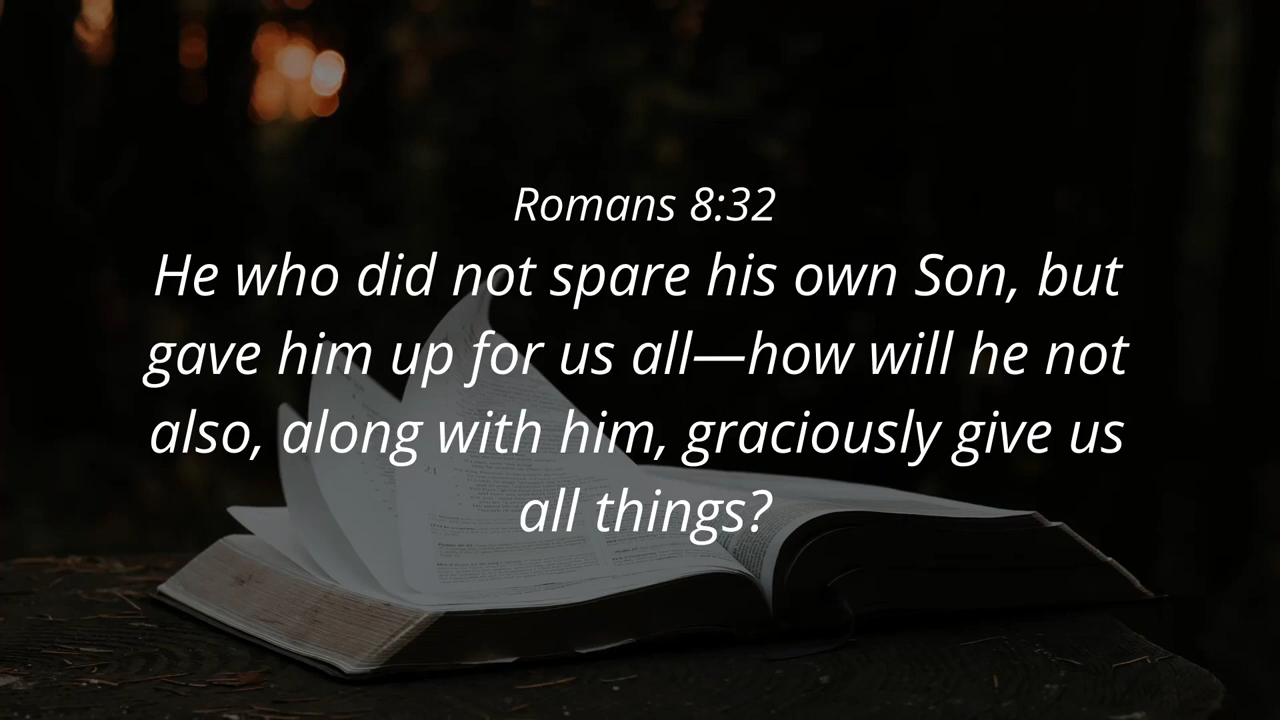 Romans 8:32
He who did not spare his own Son, but
gave him up for us all—how will he not
also, along with him, graciously give us
all things?